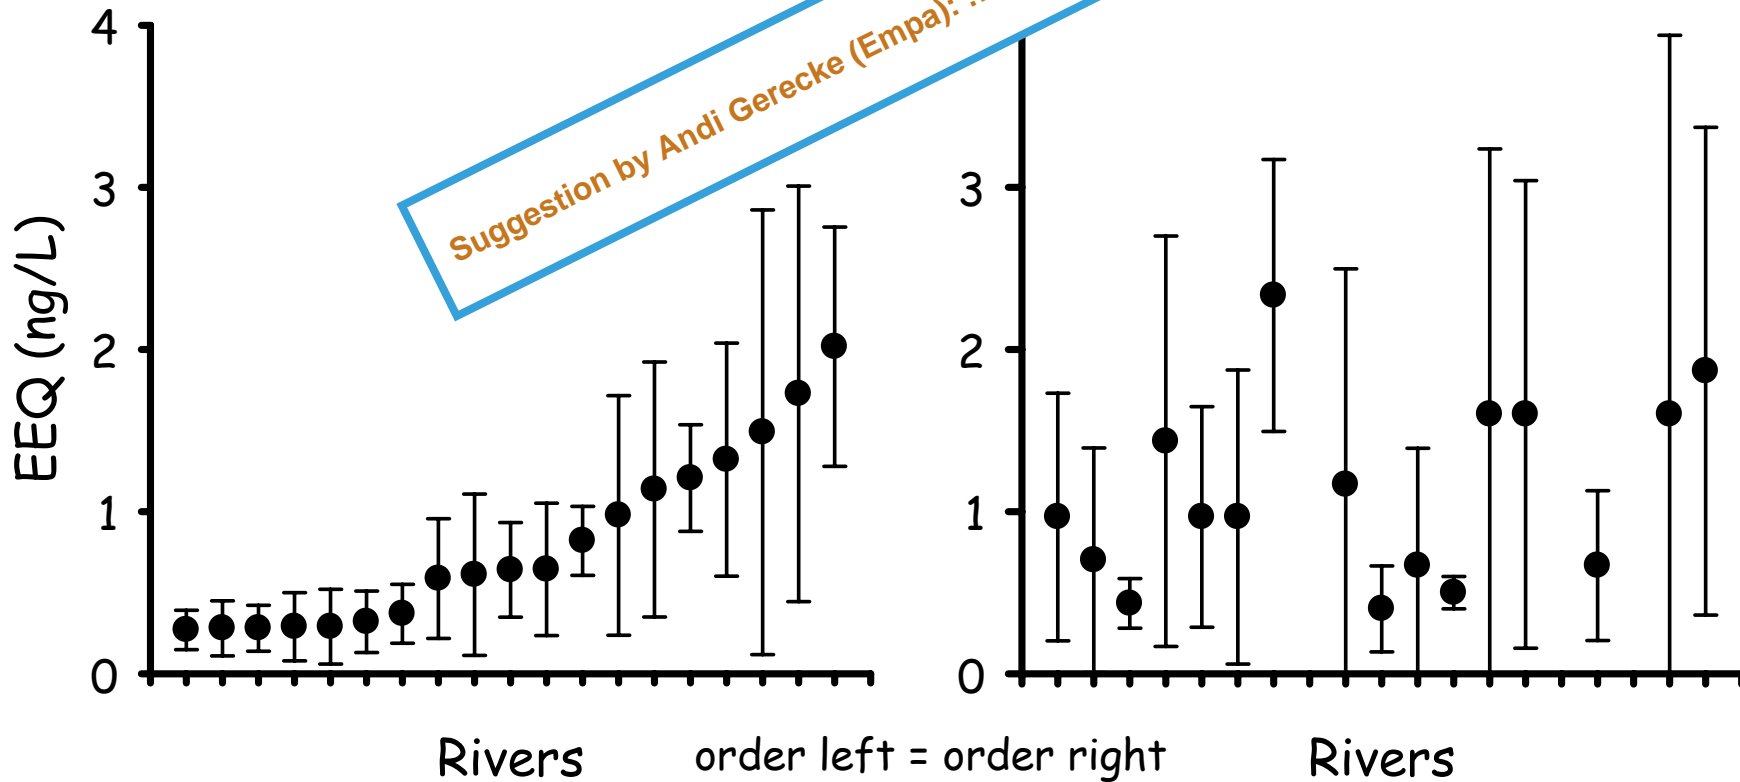 Suggestion by Andi Gerecke (Empa):
4
3
2
1
0
EEQ (ng/L)
3
2
1
0
Rivers
order left = order right
Rivers